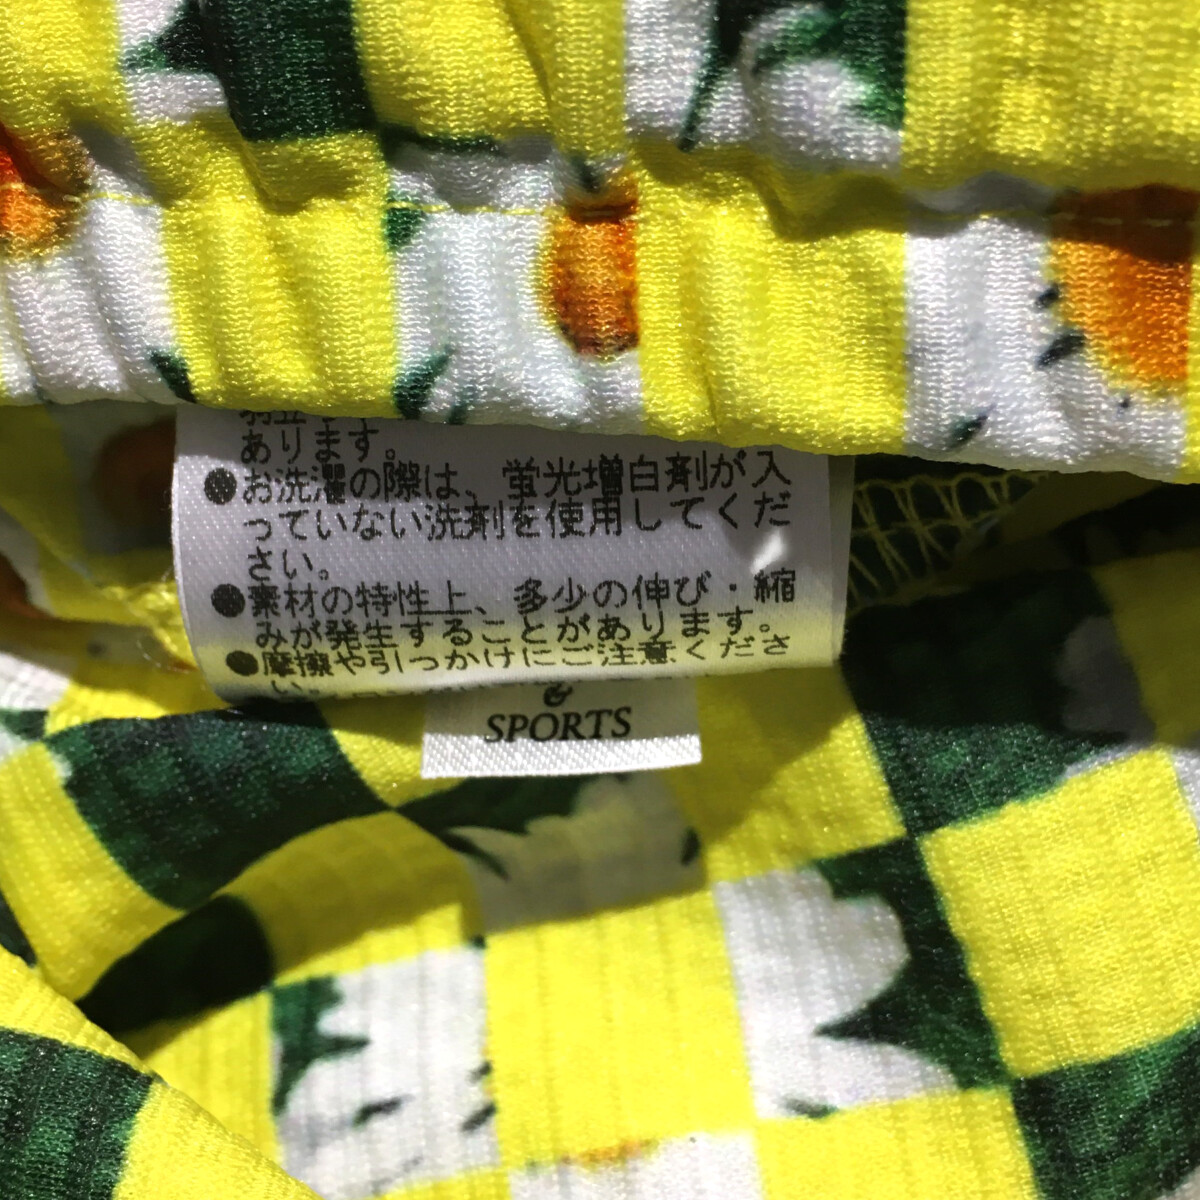 あります。
●お洗濯の際は、蛍光増白剤が入
っていない洗剤を使用してくだ
さい。
●素材の特性上、多少の伸び・縮
みが発生することがあります。
●摩擦や引っかけにご注意くださ
い。
&
SPORTS